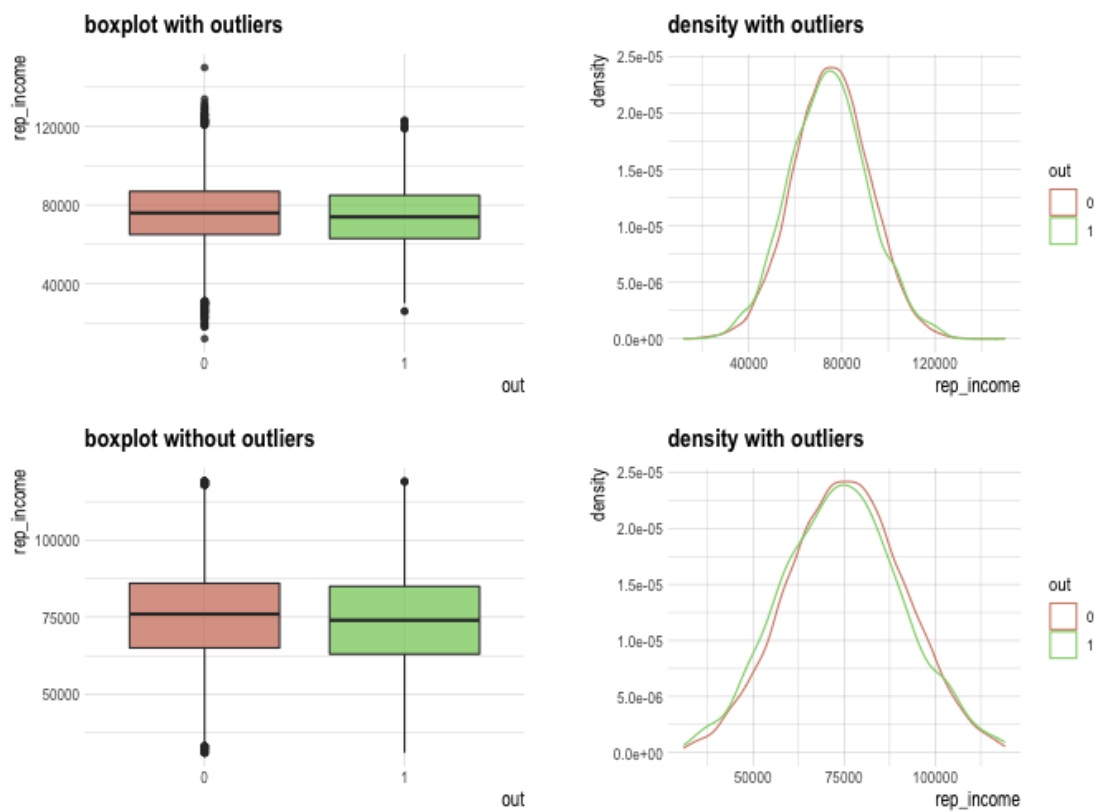 boxplot with outliers
rep_income
120000
80000
40000
0
1
out
density with outliers
density
2.5e-05
2.0e-05
1.5e-05
1.0e-05
5.0e-06
0.0e+00
40000
80000
120000
rep_income
out
0
1
boxplot without outliers
rep_income
100000
75000
50000
0
1
out
density with outliers
density
2.5e-05
2.0e-05
1.5e-05
1.0e-05
5.0e-06
0.0e+00
50000
75000
100000
rep_income
out
0
1